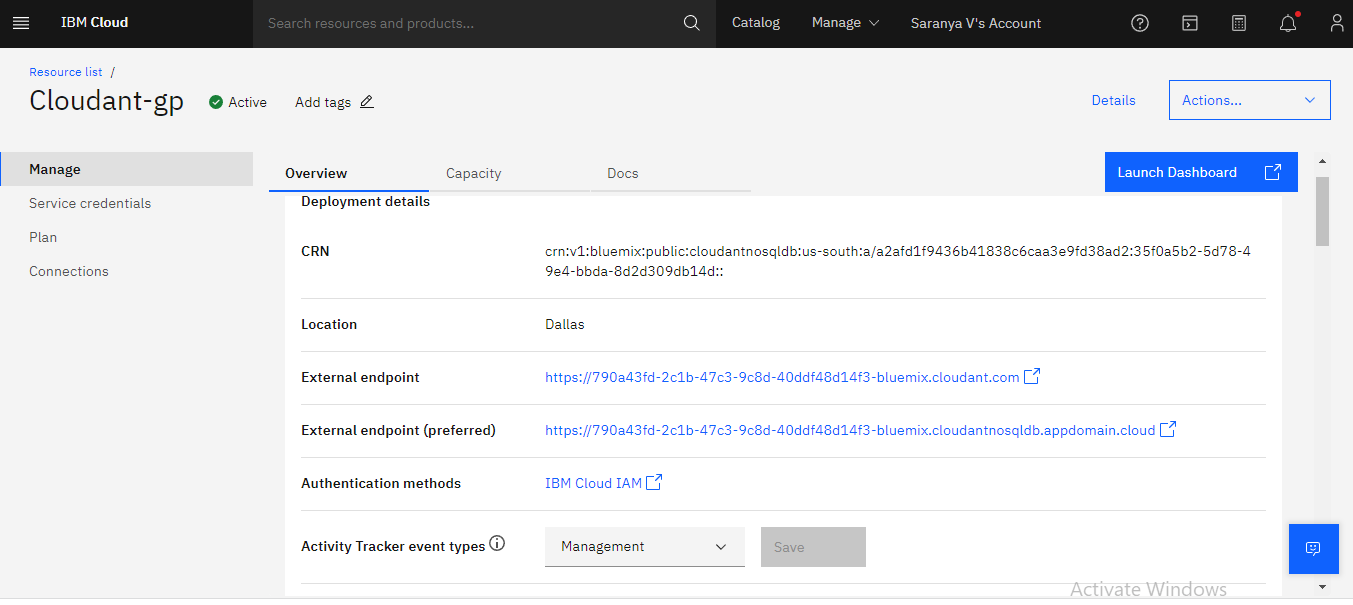 IBM Cloud
Search resources and products...
Catalog
Manage
Saranya V's Account
Resource list /
Cloudant-gp
Active
Add tags
Details
Actions...
Manage
Service credentials
Plan
Connections
Overview
Capacity
Docs
Launch Dashboard
Deployment details
CRN
crn:v1:bluemix:public:cloudantnosqldb:us-south:a/a2afd1f9436b41838c6caa3e9fd38ad2:35f0a5b2-5d78-4
9e4-bbda-8d2d309db14d::
Location
Dallas
External endpoint
https://790a43fd-2c1b-47c3-9c8d-40ddf48d14f3-bluemix.cloudant.com
External endpoint (preferred)
https://790a43fd-2c1b-47c3-9c8d-40ddf48d14f3-bluemix.cloudantnosqldb.appdomain.cloud
Authentication methods
IBM Cloud IAM
Activity Tracker event types
Management
Save
Activate Windows